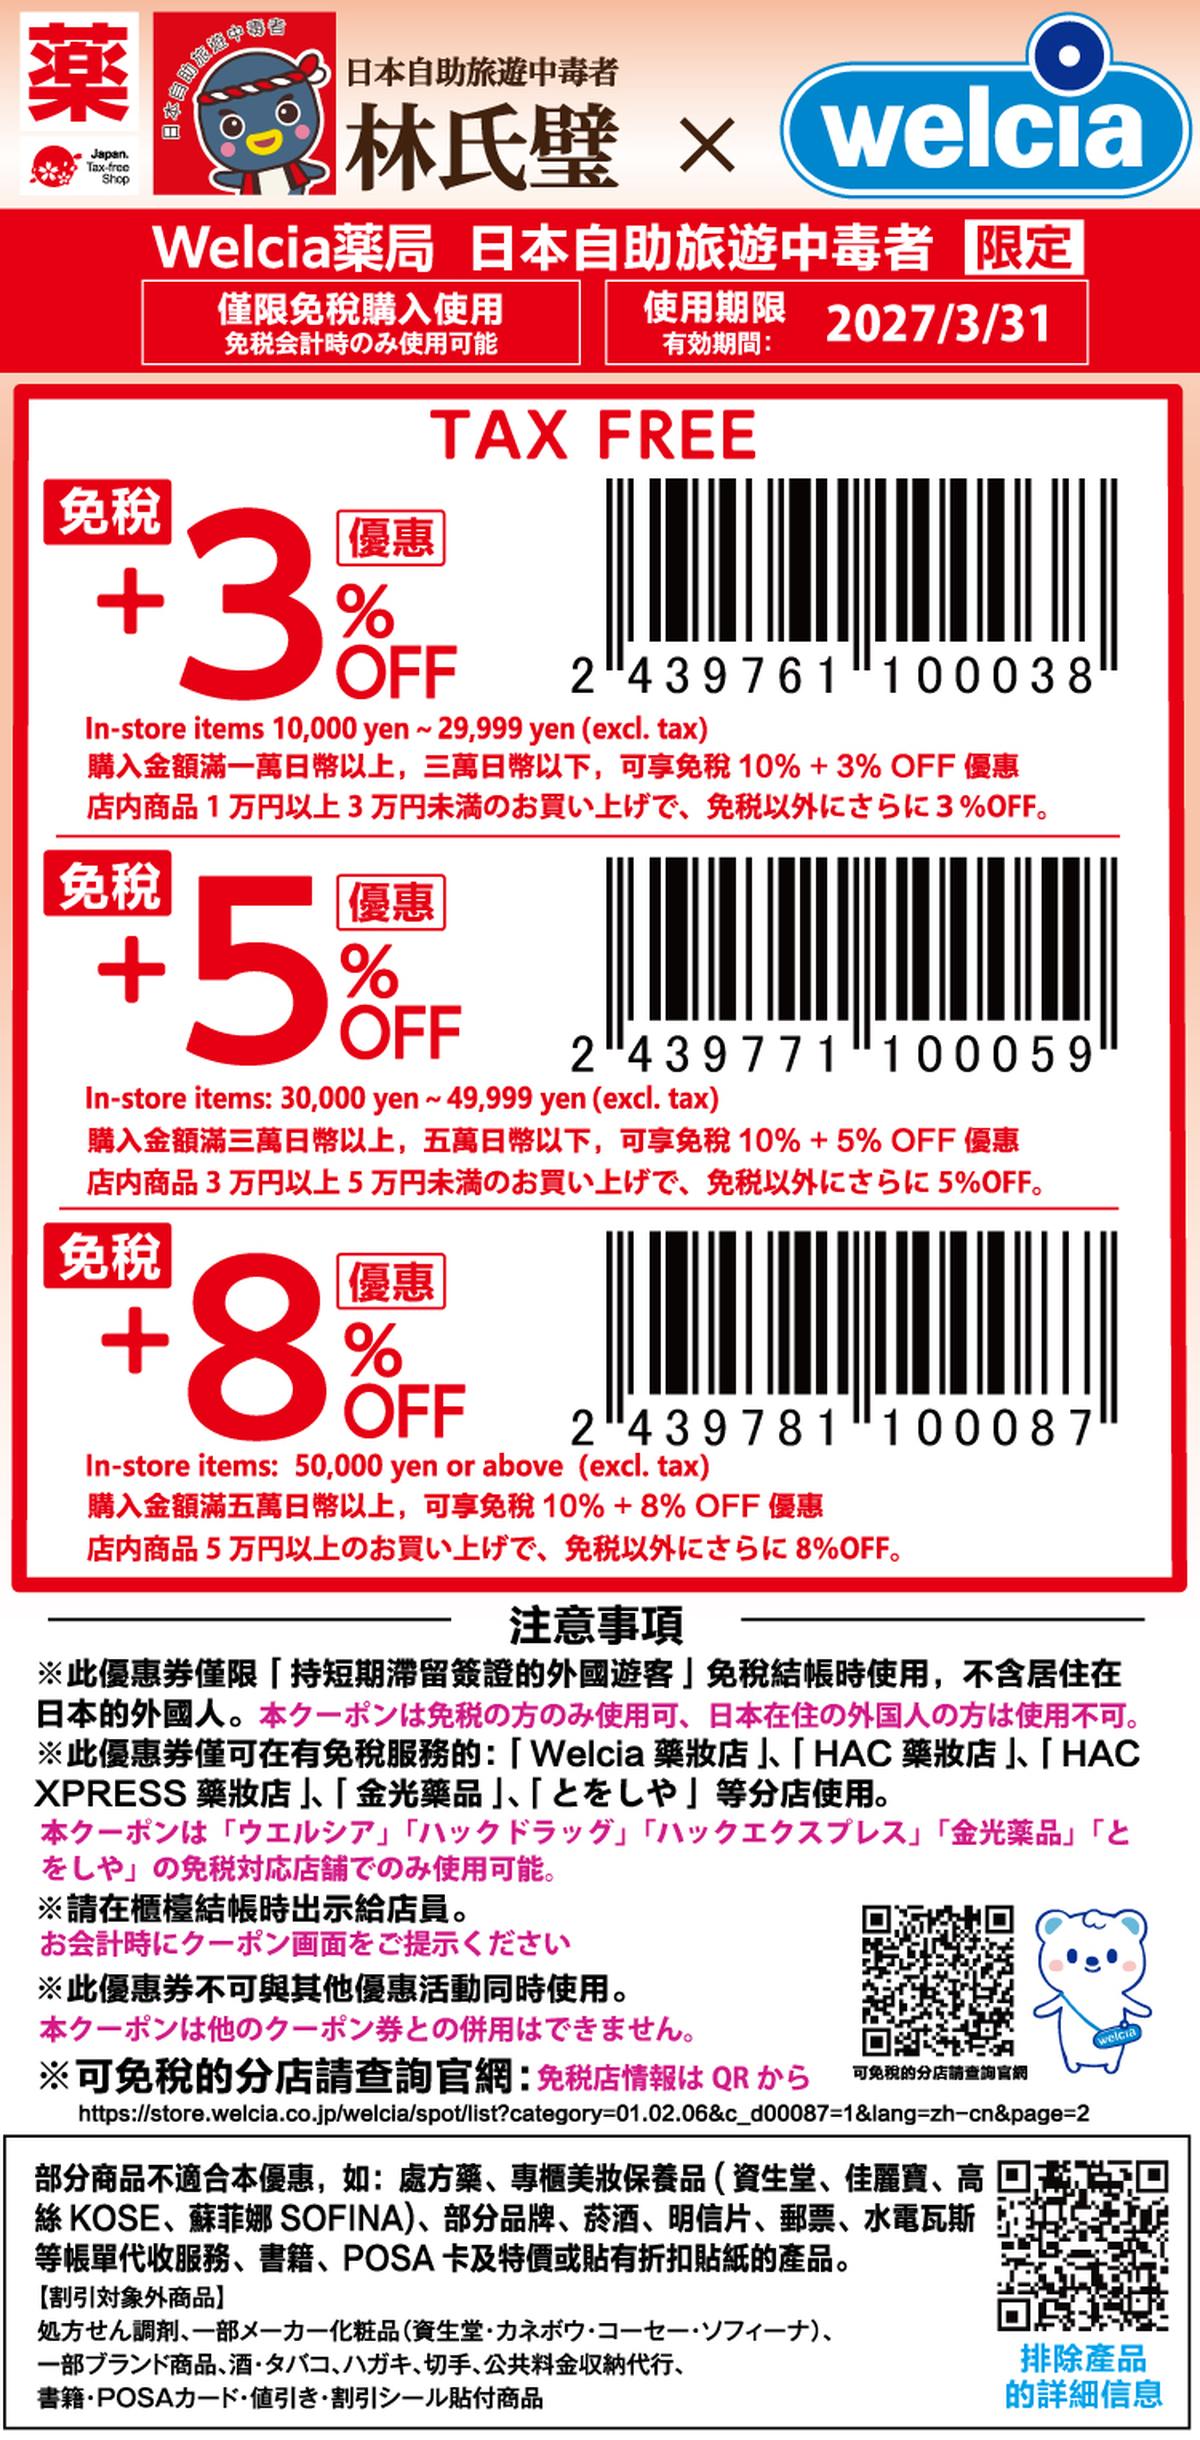 薬
Japan.
Tax-free
Shop
日本自助旅遊中毒者
日本自助旅遊中毒者
林氏璧 × welcia
Welcia薬局 日本自助旅遊中毒者 限定
僅限免税購入使用
免税会計時のみ使用可能
使用期限
有効期間：
2027/3/31
TAX FREE
免税
+3
優惠
%
OFF
2 439761 100038
In-store items 10,000 yen ~ 29,999 yen (excl. tax)
購入金額滿一萬日幣以上，三萬日幣以下，可享免税 10% + 3% OFF 優惠
店内商品 1 万円以上 3 万円未満のお買い上げで、免税以外にさらに 3 %OFF。
免税
+5
優惠
%
OFF
2 439771 100059
In-store items: 30,000 yen ~ 49,999 yen (excl. tax)
購入金額滿三萬日幣以上，五萬日幣以下，可享免税 10% + 5% OFF 優惠
店内商品 3 万円以上 5 万円未満のお買い上げで、免税以外にさらに 5%OFF。
免税
+8
優惠
%
OFF
2 439781 100087
In-store items: 50,000 yen or above (excl. tax)
購入金額滿五萬日幣以上，可享免税 10% + 8% OFF 優惠
店内商品 5 万円以上のお買い上げで、免税以外にさらに 8%OFF。
注意事項
※此優惠券僅限「持短期滯留簽證的外國遊客」免稅結帳時使用，不含居住在
日本的外國人。本クーポンは免税の方のみ使用可、日本在住の外国人の方は使用不可。
※此優惠券僅可在有免稅服務的：「Welcia 藥妝店」、「HAC 藥妝店」、「HAC
XPRESS 藥妝店」、「金光藥品」、「とをしや」等分店使用。
本クーポンは「ウエルシア」「ハックドラッグ」「ハックエクスプレス」「金光薬品」「と
をしや」の免税対応店舗でのみ使用可能。
※請在櫃檯結帳時出示給店員。
お会計時にクーポン画面をご提示ください
※此優惠券不可與其他優惠活動同時使用。
本クーポンは他のクーポン券との併用はできません。
welcia
可免稅的分店請查詢官網
※可免稅的分店請查詢官網：免税店情報は QR から
https://store.welcia.co.jp/welcia/spot/list?category=01.02.06&c_d00087=1&lang=zh-cn&page=2
部分商品不適合本優惠，如：處方藥、專櫃美妝保養品 ( 資生堂、佳麗寶、高
絲 KOSE、蘇菲娜 SOFINA)、部分品牌、菸酒、明信片、郵票、水電瓦斯
等帳單代收服務、書籍、POSA 卡及特價或貼有折扣貼紙的產品。
【割引対象外商品】
処方せん調剤、一部メーカー化粧品（資生堂・カネボウ・コーセー・ソフィーナ）、
一部ブランド商品、酒・タバコ、ハガキ、切手、公共料金収納代行、
書籍・POSAカード・値引き・割引シール貼付商品
排除產品
的詳細信息